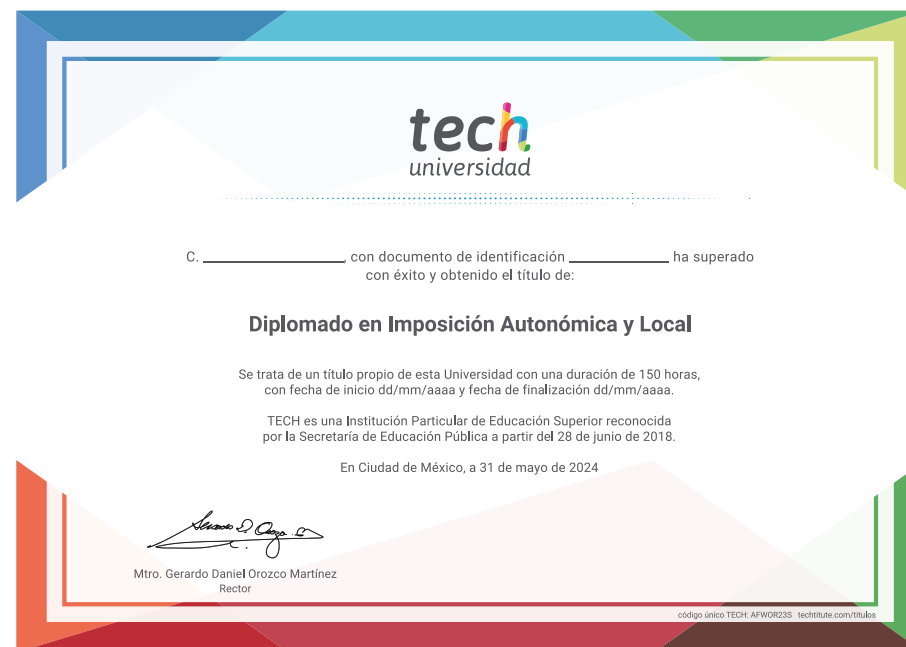 tech
universidad
C. ____________________, con documento de identificación ______________ ha superado
con éxito y obtenido el título de:
Diplomado en Imposición Autonómica y Local
Se trata de un título propio de esta Universidad con una duración de 150 horas,
con fecha de inicio dd/mm/aaaa y fecha de finalización dd/mm/aaaa.
TECH es una Institución Particular de Educación Superior reconocida
por la Secretaría de Educación Pública a partir del 28 de junio de 2018.
En Ciudad de México, a 31 de mayo de 2024
Mtro. Gerardo Daniel Orozco Martínez
Rector
código único TECH: AFWOR23S techtitute.com/titulos